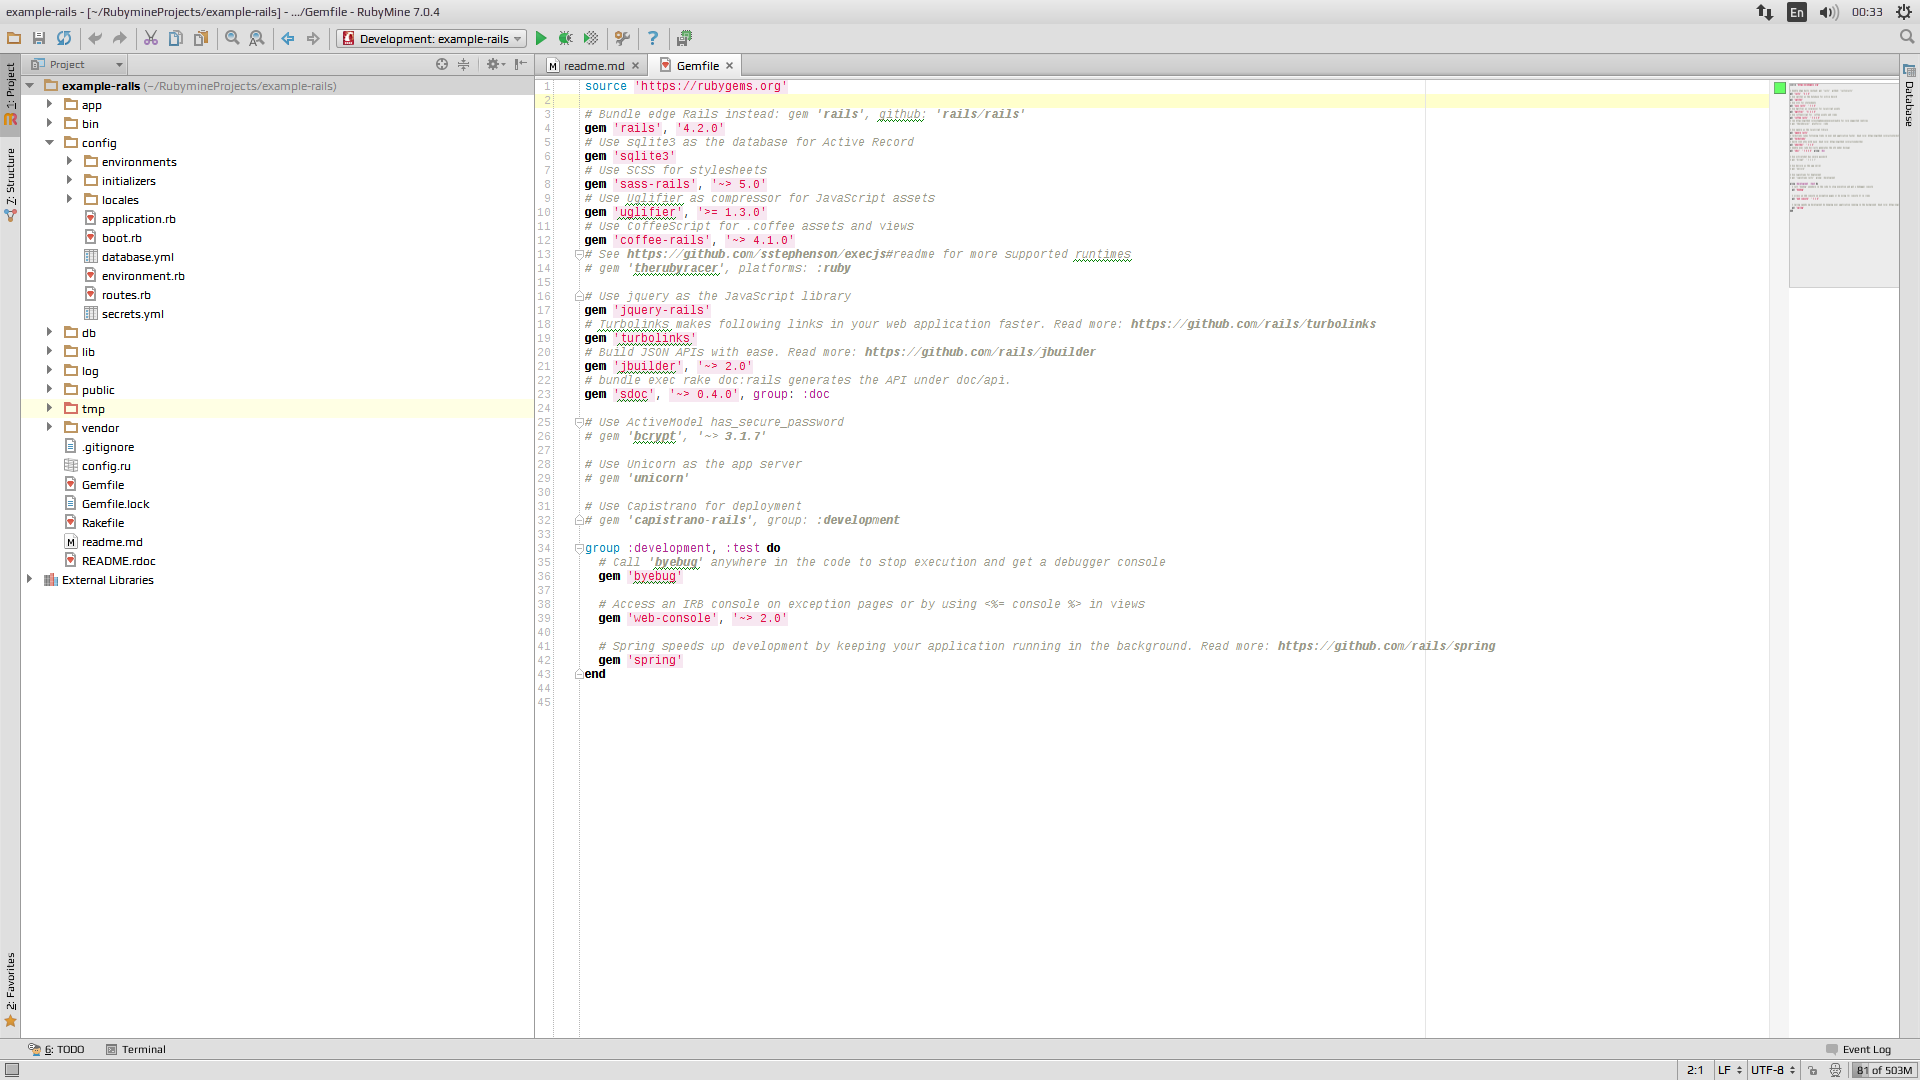 example-rails - [~/RubymineProjects/example-rails] - .../Gemfile - RubyMine 7.0.4
En
00:33
Development: example-rails
Project
readme.md
Gemfile
1: Project
Z: Structure
2: Favorites
Database
example-rails (~/RubymineProjects/example-rails)
app
bin
config
environments
initializers
locales
application.rb
boot.rb
database.yml
environment.rb
routes.rb
secrets.yml
db
lib
log
public
tmp
vendor
.gitignore
config.ru
Gemfile
Gemfile.lock
Rakefile
readme.md
README.rdoc
External Libraries
1 source 'https://rubygems.org'
2
3 # Bundle edge Rails instead: gem 'rails', github: 'rails/rails'
4 gem 'rails', '4.2.0'
5 # Use sqlite3 as the database for Active Record
6 gem 'sqlite3'
7 # Use SCSS for stylesheets
8 gem 'sass-rails', '~> 5.0'
9 # Use Uglifier as compressor for JavaScript assets
10 gem 'uglifier', '>= 1.3.0'
11 # Use CoffeeScript for .coffee assets and views
12 gem 'coffee-rails', '~> 4.1.0'
13 # See https://github.com/sstephenson/execjs#readme for more supported runtimes
14 # gem 'therubyracer', platforms: :ruby
15
16 # Use jquery as the JavaScript library
17 gem 'jquery-rails'
18 # Turbolinks makes following links in your web application faster. Read more: https://github.com/rails/turbolinks
19 gem 'turbolinks'
20 # Build JSON APIs with ease. Read more: https://github.com/rails/jbuilder
21 gem 'jbuilder', '~> 2.0'
22 # bundle exec rake doc:rails generates the API under doc/api.
23 gem 'sdoc', '~> 0.4.0', group: :doc
24
25 # Use ActiveModel has_secure_password
26 # gem 'bcrypt', '~> 3.1.7'
27
28 # Use Unicorn as the app server
29 # gem 'unicorn'
30
31 # Use Capistrano for deployment
32 # gem 'capistrano-rails', group: :development
33
34 group :development, :test do
35 # Call 'byebug' anywhere in the code to stop execution and get a debugger console
36 gem 'byebug'
37
38 # Access an IRB console on exception pages or by using <%= console %> in views
39 gem 'web-console', '~> 2.0'
40
41 # Spring speeds up development by keeping your application running in the background. Read more: https://github.com/rails/spring
42 gem 'spring'
43 end
44
45
6: TODO
Terminal
Event Log
2:1
LF
UTF-8
81 of 503M